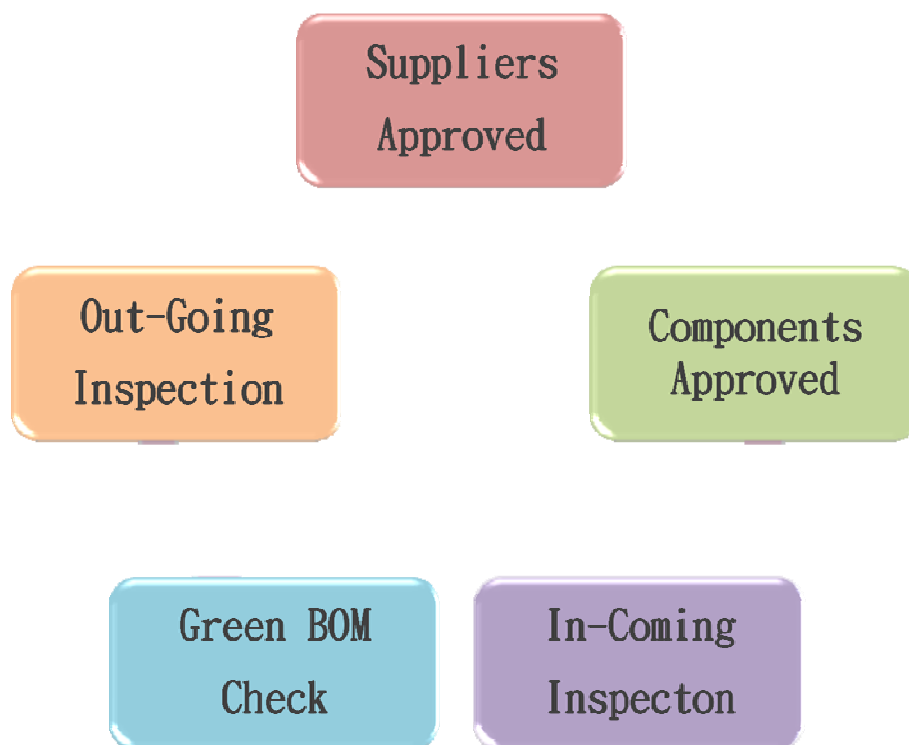 Suppliers
Approved
Out-Going
Inspection
Components
Approved
Green BOM
Check
In-Coming
Inspecton